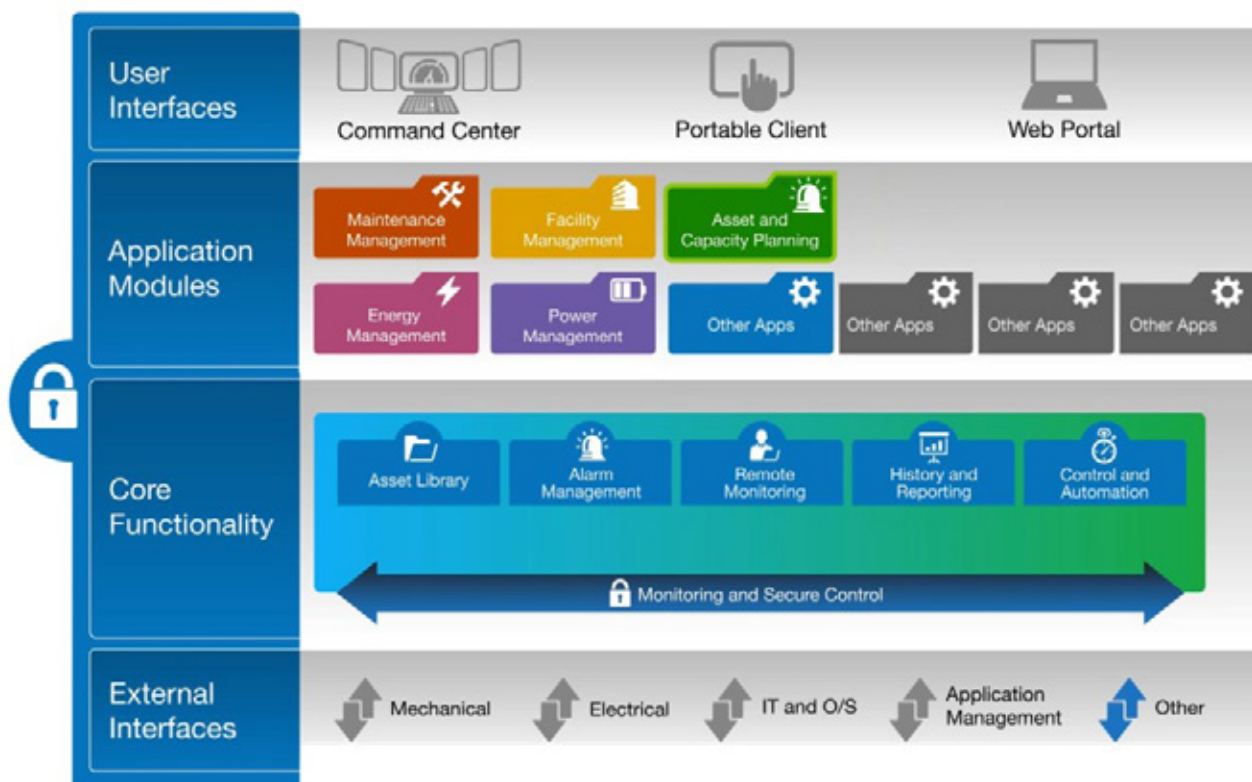 User
Interfaces
Command Center
Portable Client
Web Portal
Application
Modules
Maintenance
Management
Facility
Management
Asset and
Capacity Planning
Energy
Management
Power
Management
Other Apps
Other Apps
Other Apps
Other Apps
Core
Functionality
Asset Library
Alarm
Management
Remote
Monitoring
History and
Reporting
Control and
Automation
Monitoring and Secure Control
External
Interfaces
Mechanical
Electrical
IT and O/S
Application
Management
Other